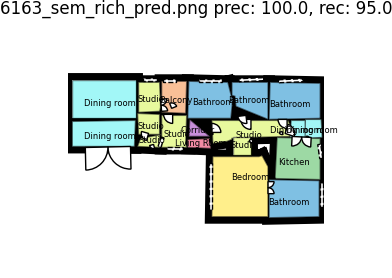 6163_sem_rich_pred.png prec: 100.0, rec: 95.0
Dining room
Studio
Balcony
Bathroom
Bathroom
Bathroom
Studio
Dining room
Studio
Corridor
Studio
Dining room
Studio
Living Room
Studio
Kitchen
Bedroom
Bathroom